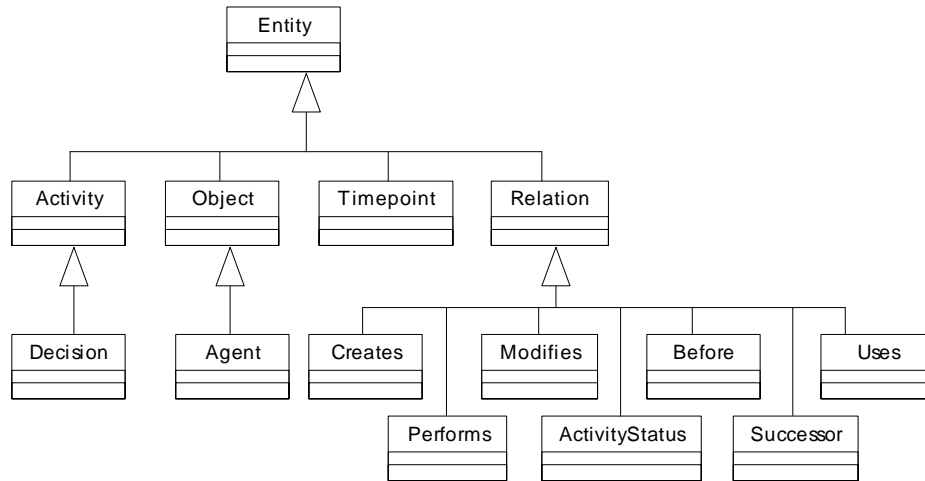 Entity
Activity
Object
Timepoint
Relation
Decision
Agent
Creates
Modifies
Before
Uses
Performs
ActivityStatus
Successor